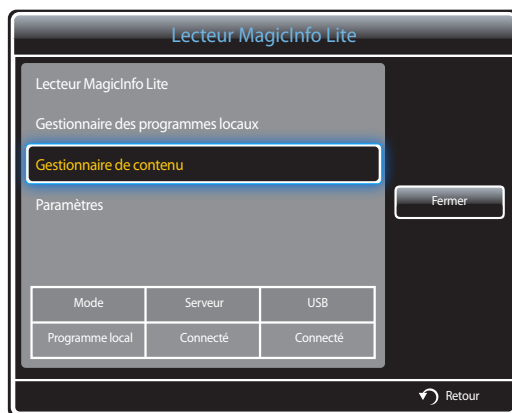 Lecteur MagicInfo Lite
Lecteur MagicInfo Lite
Gestionnaire des programmes locaux
Gestionnaire de contenu
Paramètres
Fermer
Mode Serveur USB
Programme local Connecté Connecté
Retour